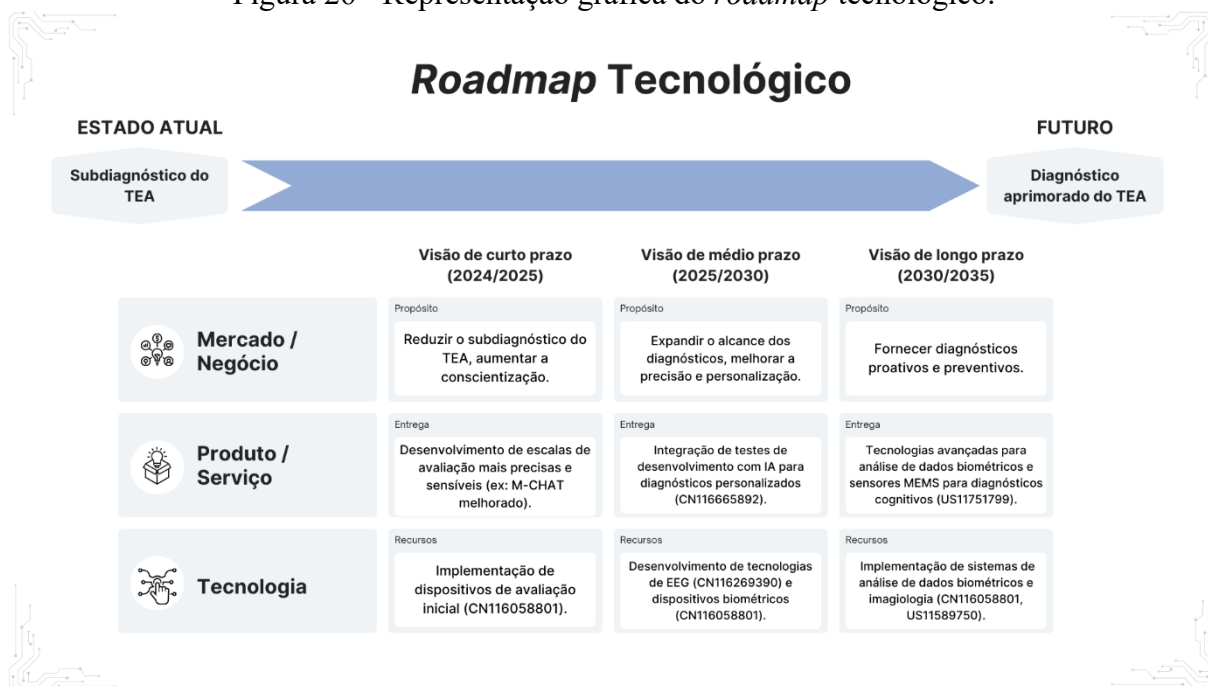 Figura 20 - Representação gráfica do roadmap tecnológico.
Roadmap Tecnológico
ESTADO ATUAL
FUTURO
Subdiagnóstico do
TEA
Diagnóstico
aprimorado do TEA
Visão de curto prazo
(2024/2025)
Visão de médio prazo
(2025/2030)
Visão de longo prazo
(2030/2035)
Mercado /
Negócio
Propósito
Reduzir o subdiagnóstico do
TEA, aumentar a
conscientização.
Propósito
Expandir o alcance dos
diagnósticos, melhorar a
precisão e personalização.
Propósito
Fornecer diagnósticos
proativos e preventivos.
Produto /
Serviço
Entrega
Desenvolvimento de escalas de
avaliação mais precisas e
sensíveis (ex: M-CHAT
melhorado).
Entrega
Integração de testes de
desenvolvimento com IA para
diagnósticos personalizados
(CN116665892).
Entrega
Tecnologias avançadas para
análise de dados biométricos e
sensores MEMS para diagnósticos
cognitivos (US11751799).
Tecnologia
Recursos
Implementação de
dispositivos de avaliação
inicial (CN116058801).
Recursos
Desenvolvimento de tecnologias
de EEG (CN116269390) e
dispositivos biométricos
(CN116058801).
Recursos
Implementação de sistemas de
análise de dados biométricos e
imagiologia (CN116058801,
US11589750).